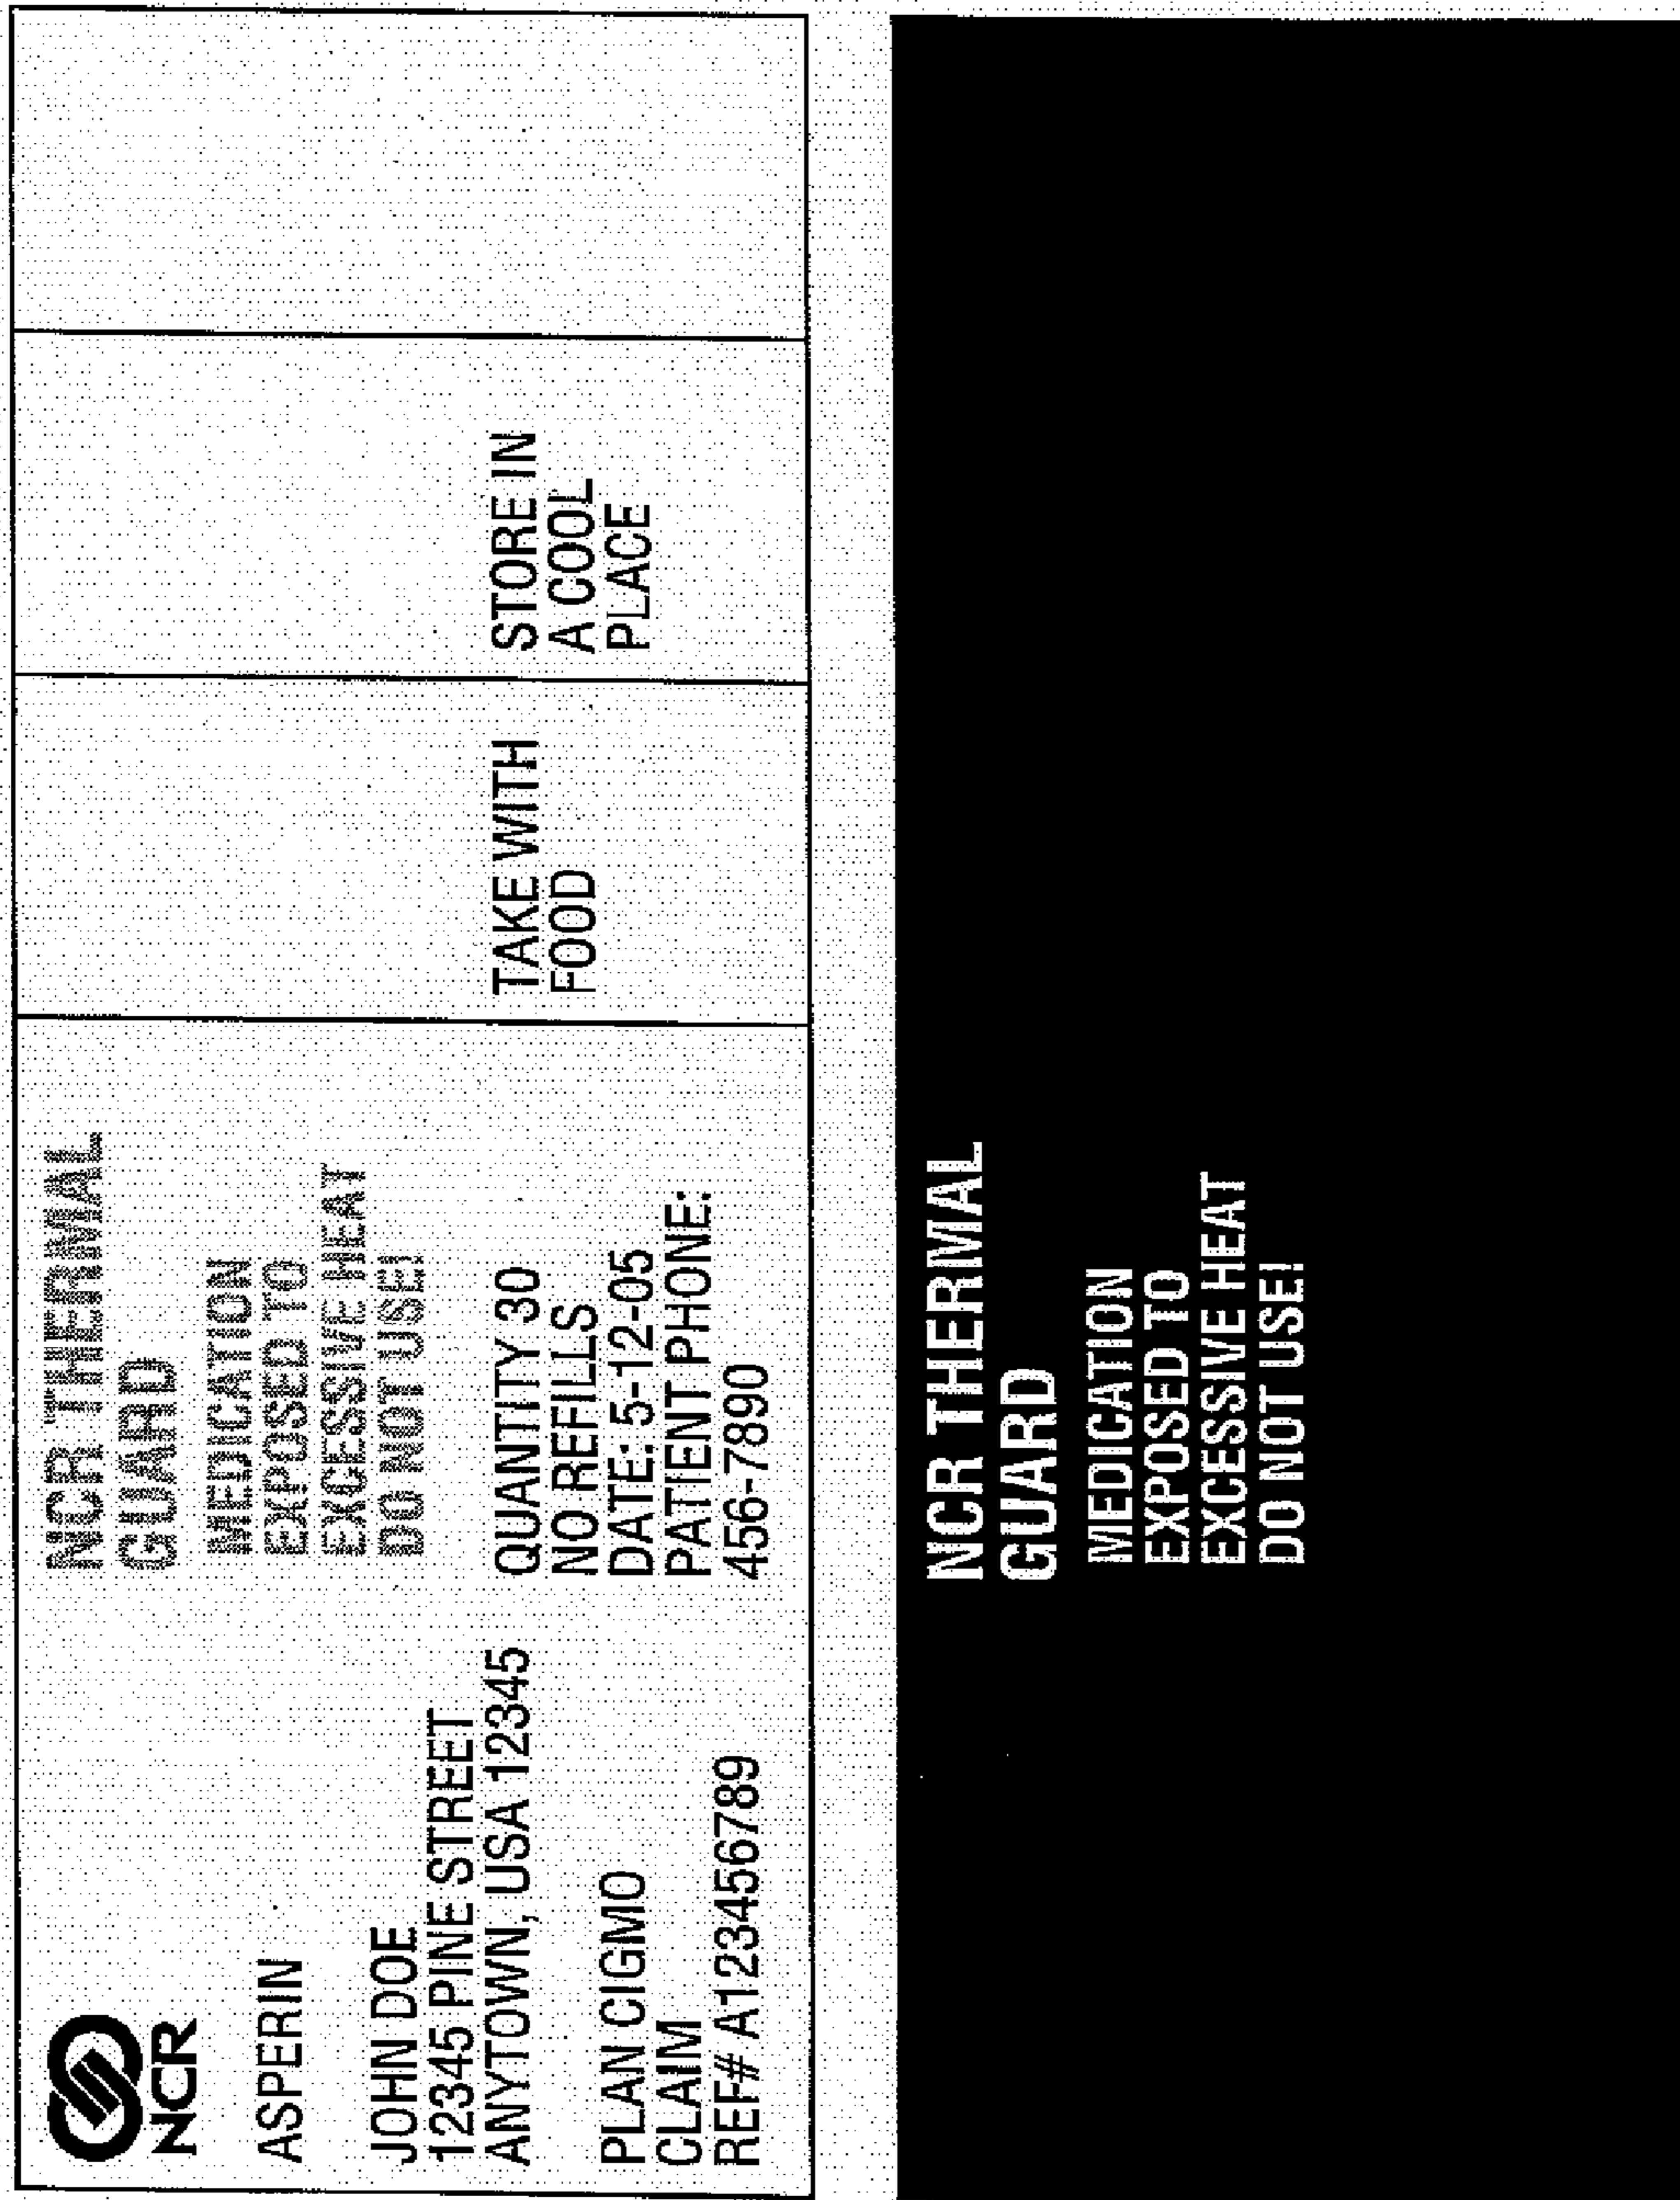 NCR
ASPERIN
JOHN DOE
12345 PINE STREET
ANYTOWN, USA 12345
PLAN CIGMO
CLAIM
REF# A123456789
NCR THERMAL
GUARD
MEDICATION
EXPOSED TO
EXCESSIVE HEAT
DO NOT USE!
QUANTITY 30
NO REFILLS
DATE: 5-12-05
PATIENT PHONE:
456-7890
TAKE WITH
FOOD
STORE IN
A COOL
PLACE
NCR THERMAL
GUARD
MEDICATION
EXPOSED TO
EXCESSIVE HEAT
DO NOT USE!